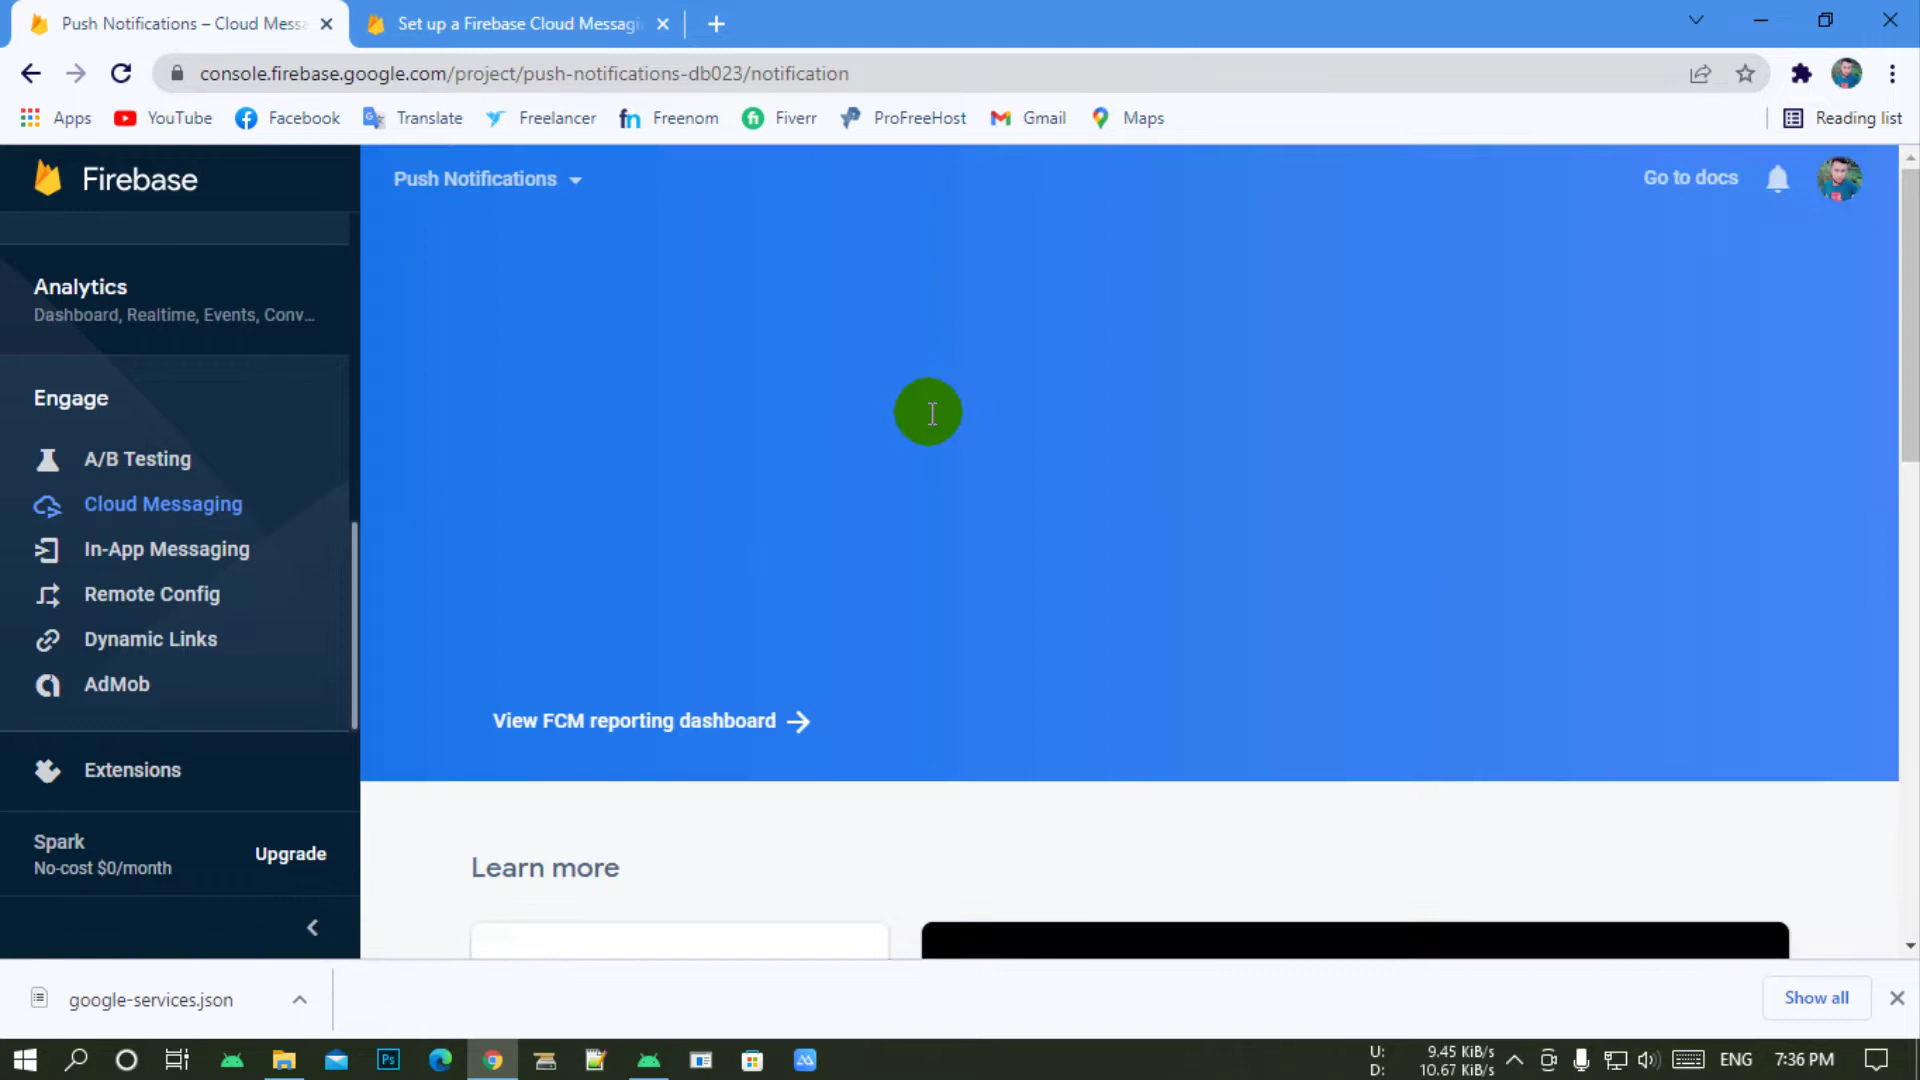 Push Notifications – Cloud Messa
Set up a Firebase Cloud Messagi
console.firebase.google.com/project/push-notifications-db023/notification
Apps
YouTube
Facebook
Translate
Freelancer
Freenom
Fiverr
ProFreeHost
Gmail
Maps
Reading list
Firebase
Push Notifications
Go to docs
Analytics
Dashboard, Realtime, Events, Conv...
Engage
A/B Testing
Cloud Messaging
In-App Messaging
Remote Config
Dynamic Links
AdMob
View FCM reporting dashboard
Extensions
Spark
No-cost $0/month
Upgrade
Learn more
google-services.json
Show all
U: 9.45 KiB/s
D: 10.67 KiB/s
ENG
7:36 PM